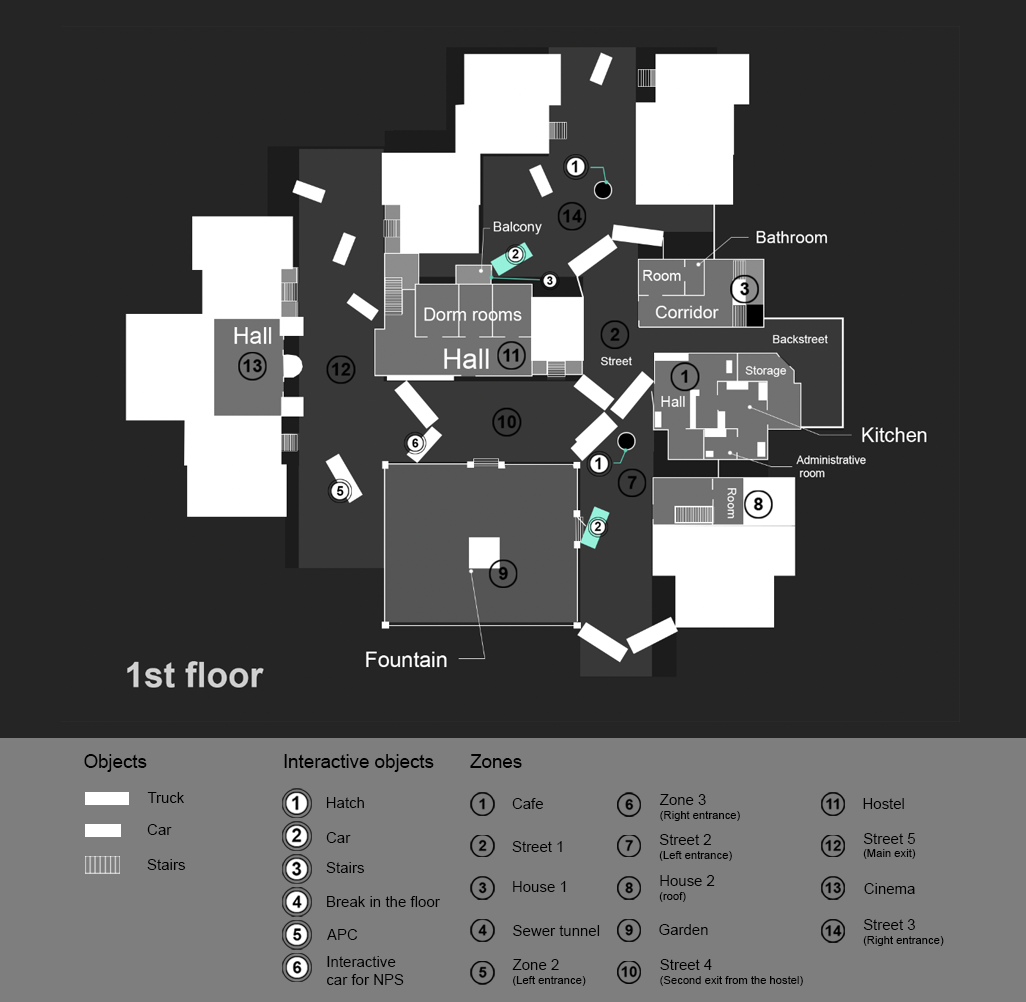 1
14
Balcony
2
3
Bathroom
Room
3
Corridor
Dorm rooms
Hall
13
12
Hall 11
2
Street
Backstreet
1
Storage
Hall
10
6
Kitchen
1
Administrative
room
5
7
Room
8
2
9
Fountain
1st floor
Objects
Truck
Car
Stairs
Interactive objects
1 Hatch
2 Car
3 Stairs
4 Break in the floor
5 APC
6 Interactive
car for NPS
Zones
1 Cafe
2 Street 1
3 House 1
4 Sewer tunnel
5 Zone 2
(Left entrance)
6 Zone 3
(Right entrance)
7 Street 2
(Left entrance)
8 House 2
(roof)
9 Garden
10 Street 4
(Second exit from the hostel)
11 Hostel
12 Street 5
(Main exit)
13 Cinema
14 Street 3
(Right entrance)